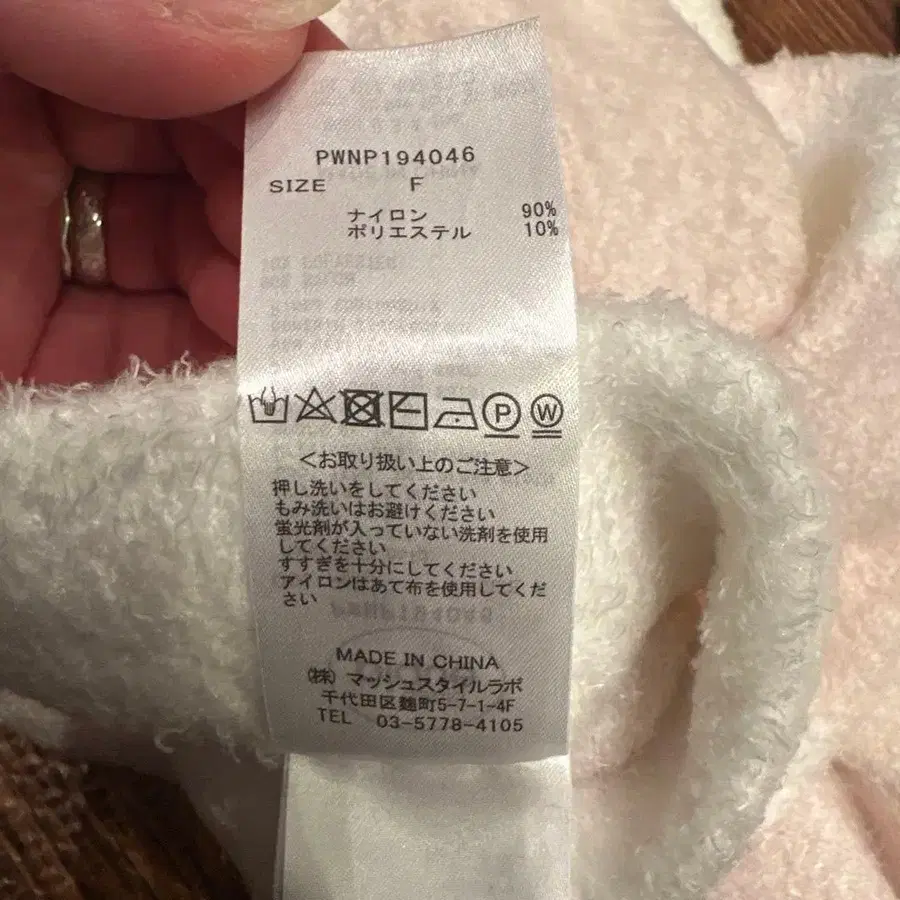 PWNP194046
SIZE F
ナイロン 90%
ポリエステル 10%
P W
＜お取り扱い上のご注意＞
押し洗いをしてください
もみ洗いはお避けください
蛍光剤が入っていない洗剤を使用
してください
すすぎを十分にしてください
アイロンはあて布を使用してくだ
さい
MADE IN CHINA
㈱ マッシュスタイルラボ
千代田区麹町5-7-1-4F
TEL 03-5778-4105